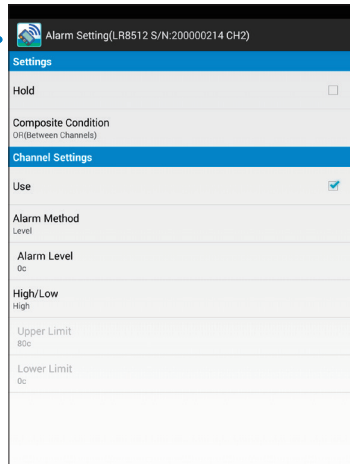 Alarm Setting(LR8512 S/N:200000214 CH2)
Settings
Hold
Composite Condition
OR(Between Channels)
Channel Settings
Use
Alarm Method
Level
Alarm Level
0c
High/Low
High
Upper Limit
80c
Lower Limit
0c